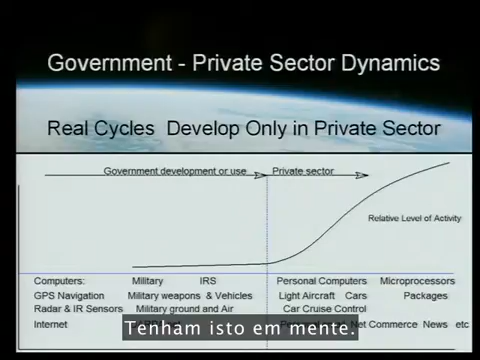 Government - Private Sector Dynamics
Real Cycles Develop Only in Private Sector
Government development or use Private sector
Relative Level of Activity
Computers: Military IRS Personal Computers Microprocessors
GPS Navigation Military weapons & Vehicles Light Aircraft Cars Packages
Radar & IR Sensors Military ground and Air Car Cruise Control
Internet Net Commerce News etc
Tenham isto em mente.